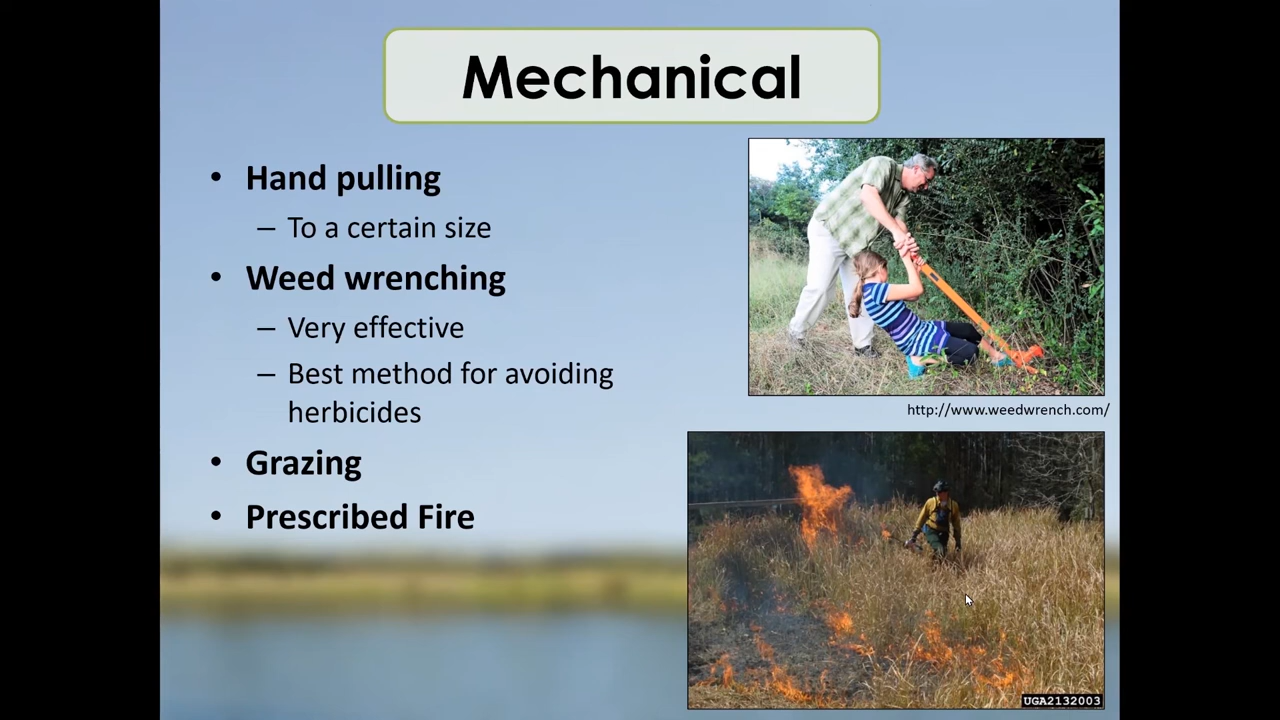 Mechanical
• Hand pulling
– To a certain size
• Weed wrenching
– Very effective
– Best method for avoiding
herbicides
• Grazing
• Prescribed Fire
http://www.weedwrench.com/
UGA2132003